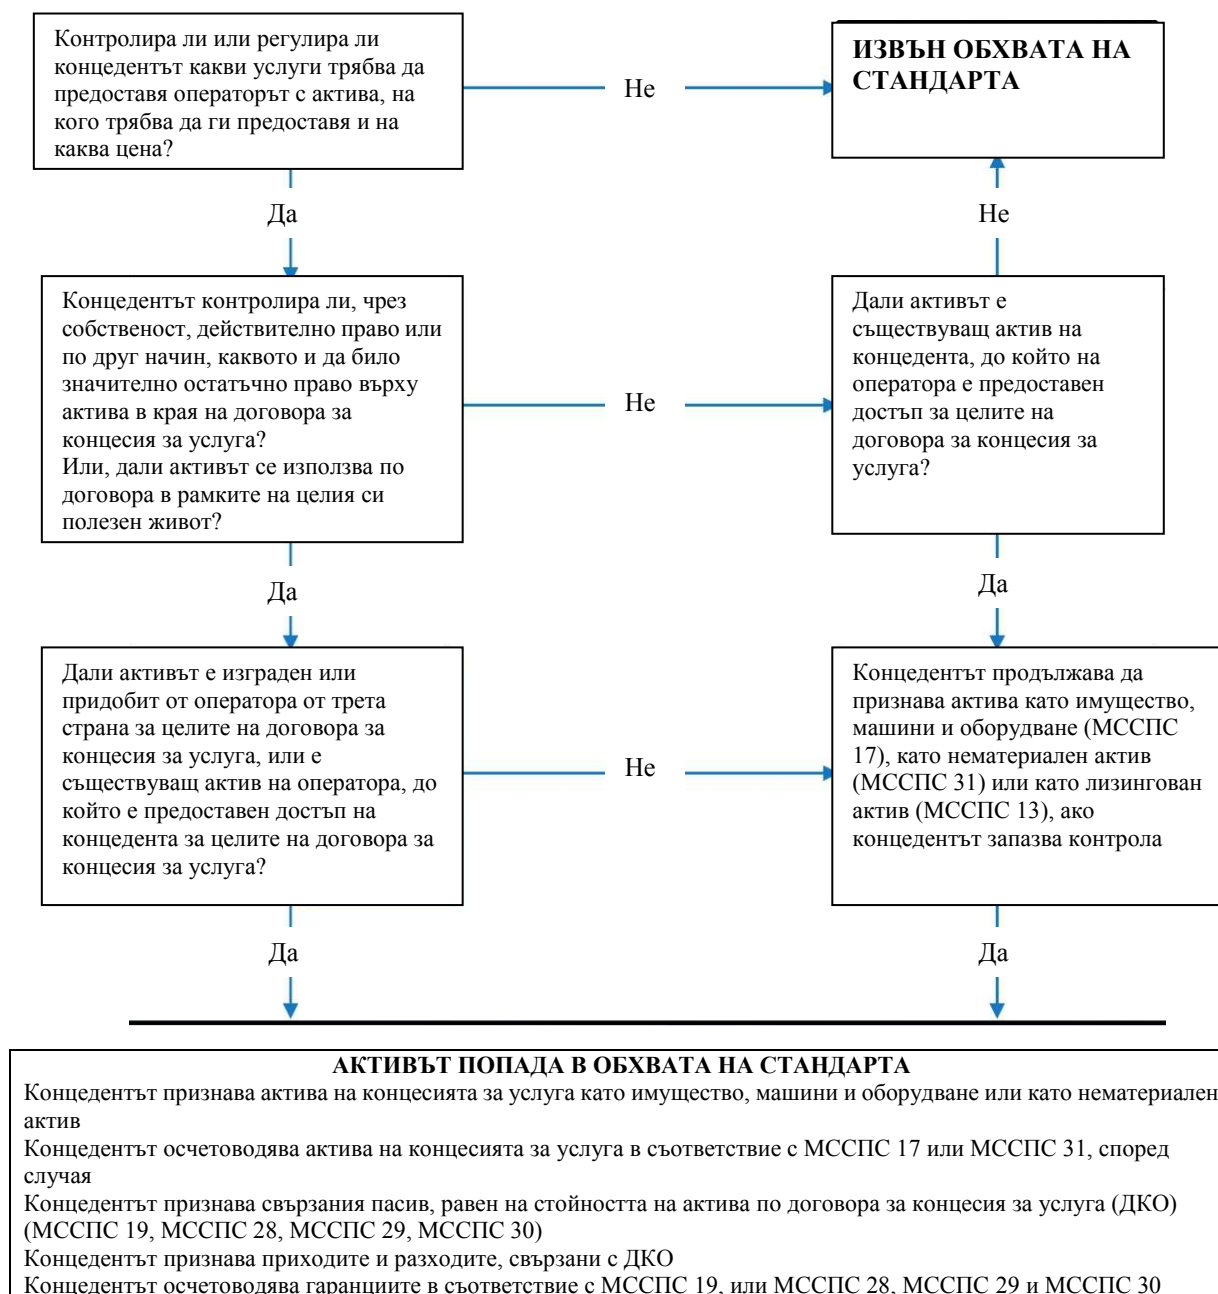 Контролира ли или регулира ли
концедентът какви услуги трябва да
предоставя операторът с актива, на
кого трябва да ги предоставя и на
каква цена?
Не
ИЗВЪН ОБХВАТА НА
СТАНДАРТА
Да
Не
Концедентът контролира ли, чрез
собственост, действително право или
по друг начин, каквото и да било
значително остатъчно право върху
актива в края на договора за
концесия за услуга?
Или, дали активът се използва по
договора в рамките на целия си
полезен живот?
Не
Дали активът е
съществуващ актив на
концедента, до който на
оператора е предоставен
достъп за целите на
договора за концесия за
услуга?
Да
Да
Дали активът е изграден или
придобит от оператора от трета
страна за целите на договора за
концесия за услуга, или е
съществуващ актив на оператора, до
който е предоставен достъп на
концедента за целите на договора за
концесия за услуга?
Не
Концедентът продължава да
признава актива като имущество,
машини и оборудване (МССПС
17), като нематериален актив
(МССПС 31) или като лизингован
актив (МССПС 13), ако
концедентът запазва контрола
Да
Да
АКТИВЪТ ПОПАДА В ОБХВАТА НА СТАНДАРТА
Концедентът признава актива на концесията за услуга като имущество, машини и оборудване или като нематериален
актив
Концедентът осчетоводява актива на концесията за услуга в съответствие с МССПС 17 или МССПС 31, според
случая
Концедентът признава свързания пасив, равен на стойността на актива по договора за концесия за услуга (ДКО)
(МССПС 19, МССПС 28, МССПС 29, МССПС 30)
Концедентът признава приходите и разходите, свързани с ДКО
Концедентът осчетоводява гаранциите в съответствие с МССПС 19, или МССПС 28, МССПС 29 и МССПС 30